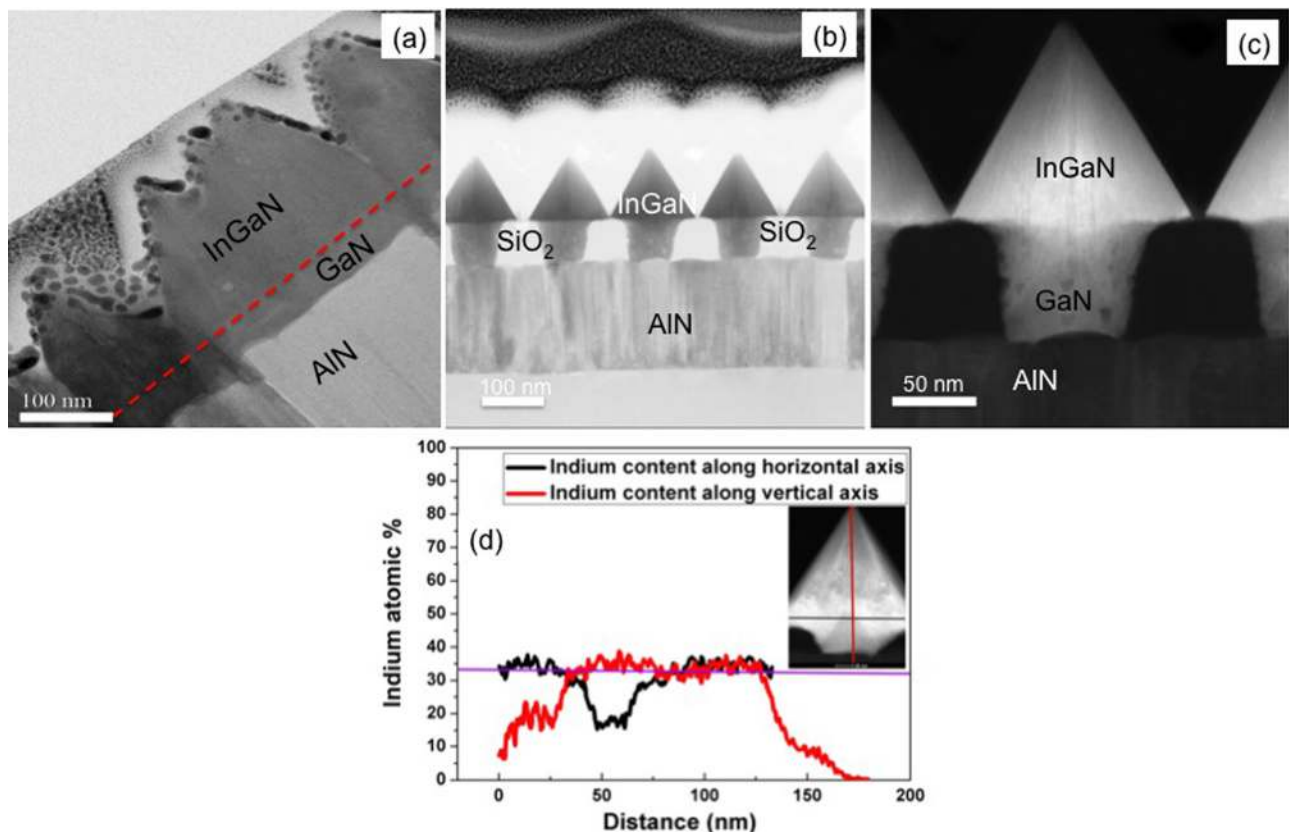 (a)
InGaN
GaN
AlN
100 nm
(b)
InGaN
SiO2 SiO2
AlN
100 nm
(c)
InGaN
GaN
AlN
50 nm
(d)
Indium content along horizontal axis
Indium content along vertical axis
Indium atomic %
100
90
80
70
60
50
40
30
20
10
0
0 50 100 150 200
Distance (nm)